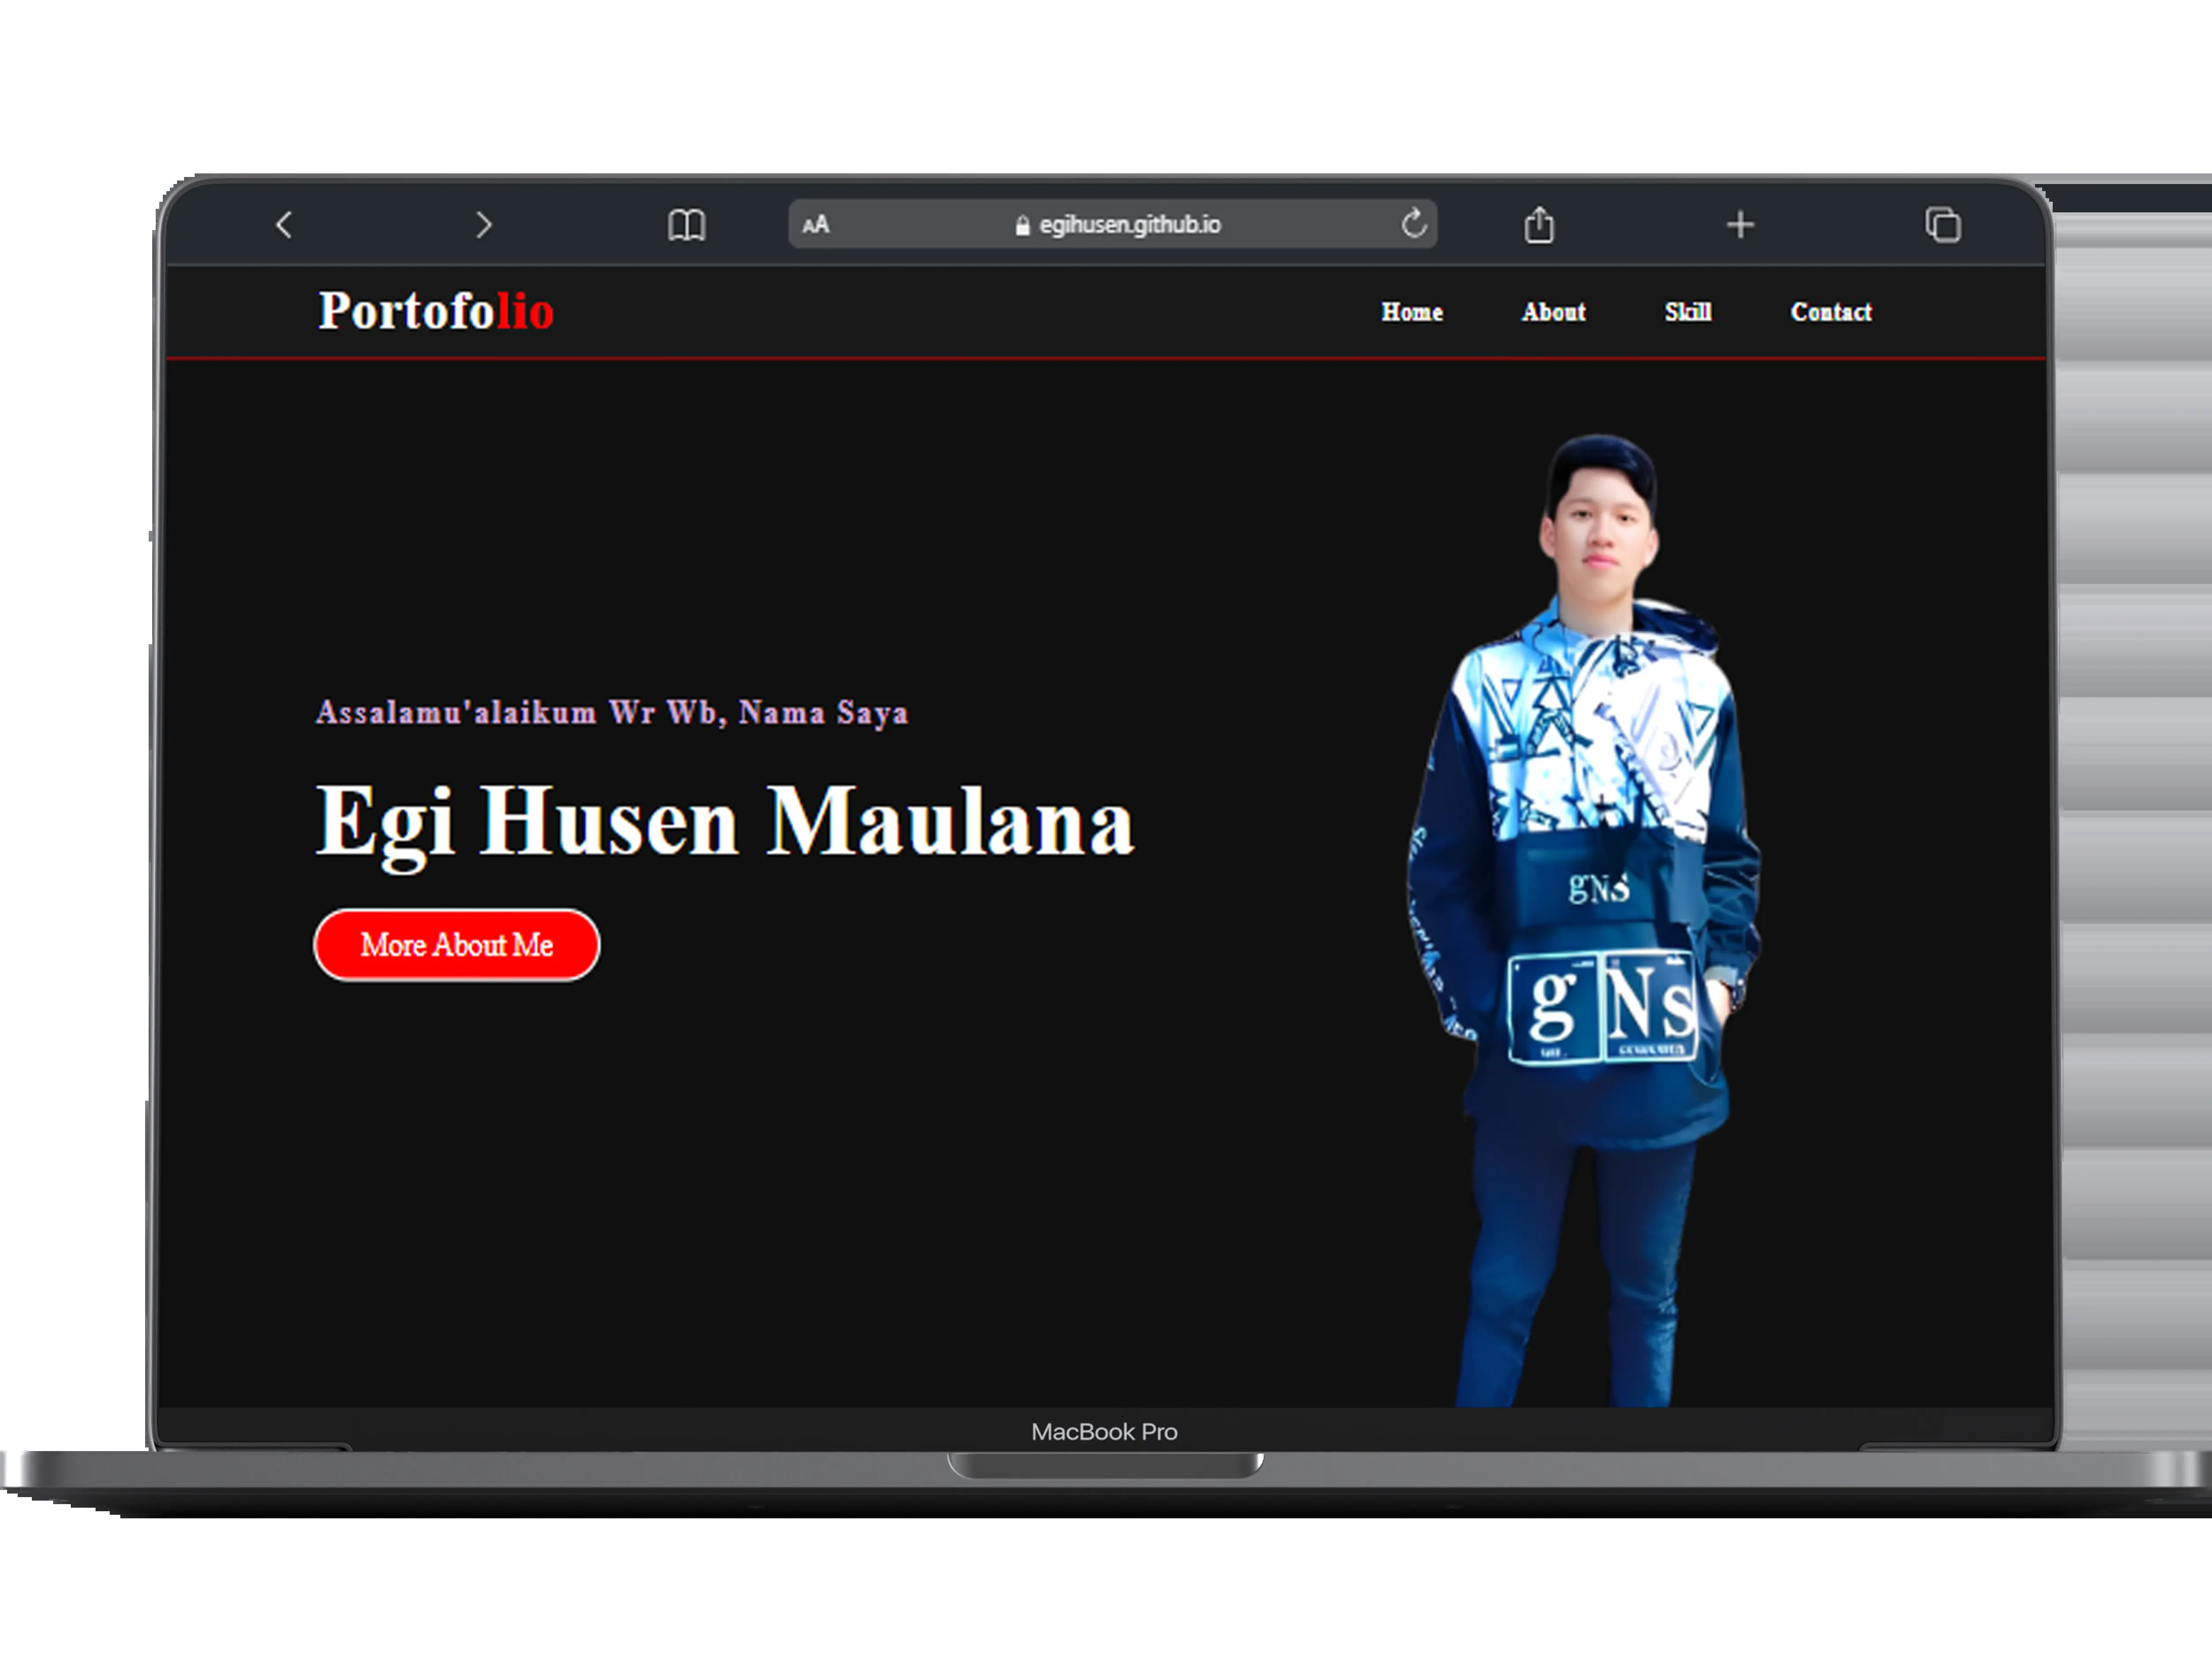 AA egihusen.github.io
Portofolio Home About Skill Contact
Assalamu'alaikum Wr Wb, Nama Saya
Egi Husen Maulana
More About Me
gNs
g Ns
MacBook Pro